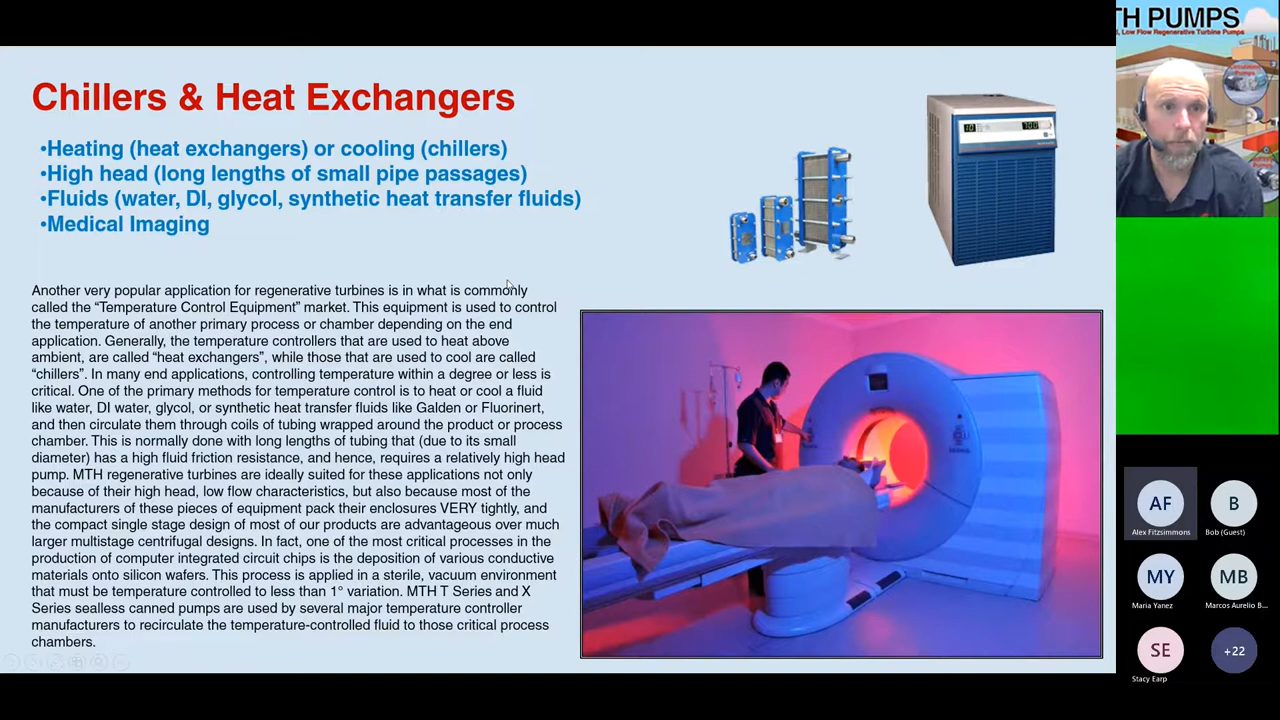 Chillers & Heat Exchangers
•Heating (heat exchangers) or cooling (chillers)
•High head (long lengths of small pipe passages)
•Fluids (water, DI, glycol, synthetic heat transfer fluids)
•Medical Imaging
Another very popular application for regenerative turbines is in what is commonly
called the “Temperature Control Equipment” market. This equipment is used to control
the temperature of another primary process or chamber depending on the end
application. Generally, the temperature controllers that are used to heat above
ambient, are called “heat exchangers”, while those that are used to cool are called
“chillers”. In many end applications, controlling temperature within a degree or less is
critical. One of the primary methods for temperature control is to heat or cool a fluid
like water, DI water, glycol, or synthetic heat transfer fluids like Galden or Fluorinert,
and then circulate them through coils of tubing wrapped around the product or process
chamber. This is normally done with long lengths of tubing that (due to its small
diameter) has a high fluid friction resistance, and hence, requires a relatively high head
pump. MTH regenerative turbines are ideally suited for these applications not only
because of their high head, low flow characteristics, but also because most of the
manufacturers of these pieces of equipment pack their enclosures VERY tightly, and
the compact single stage design of most of our products are advantageous over much
larger multistage centrifugal designs. In fact, one of the most critical processes in the
production of computer integrated circuit chips is the deposition of various conductive
materials onto silicon wafers. This process is applied in a sterile, vacuum environment
that must be temperature controlled to less than 1° variation. MTH T Series and X
Series sealless canned pumps are used by several major temperature controller
manufacturers to recirculate the temperature-controlled fluid to those critical process
chambers.
TH PUMPS
, Low Flow Regenerative Turbine Pumps
AF
Alex Fitzsimmons
B
Bob (Guest)
MY
Maria Yanez
MB
Marcos Aurelio B...
SE
Stacy Earp
+22